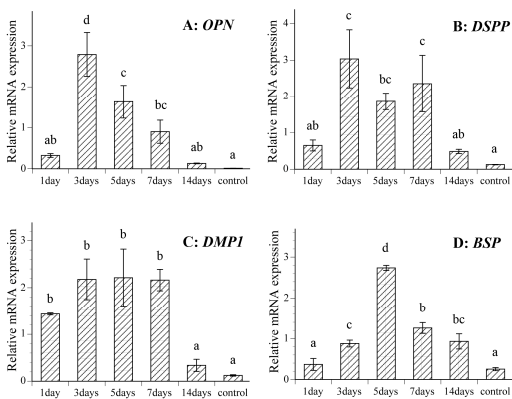 A: OPN
Relative mRNA expression
3
2
1
0
ab
d
c
bc
ab
a
1day 3days 5days 7days 14days control
B: DSPP
Relative mRNA expression
4
3
2
1
0
ab
c
bc
c
ab
a
1day 3days 5days 7days 14days control
C: DMP1
Relative mRNA expression
3
2
1
0
b
b
b
b
a
a
1day 3days 5days 7days 14days control
D: BSP
Relative mRNA expression
3
2
1
0
a
c
d
b
bc
a
1day 3days 5days 7days 14days control